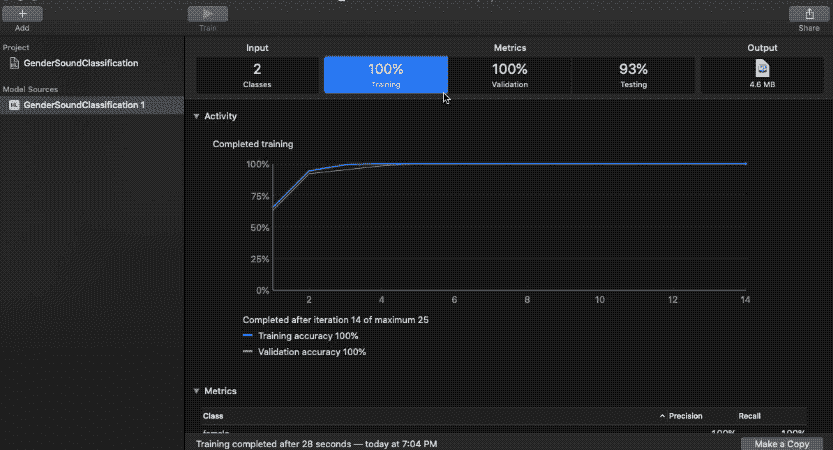 Add
Train
Share
Project
GenderSoundClassification
Model Sources
GenderSoundClassification 1
Input
Metrics
Output
2
Classes
100%
Training
100%
Validation
93%
Testing
4.6 MB
Activity
Completed training
100%
75%
50%
25%
0%
2 4 6 8 10 12 14
Completed after iteration 14 of maximum 25
Training accuracy 100%
Validation accuracy 100%
Metrics
Class Precision Recall
female 100% 100%
Training completed after 28 seconds — today at 7:04 PM
Make a Copy